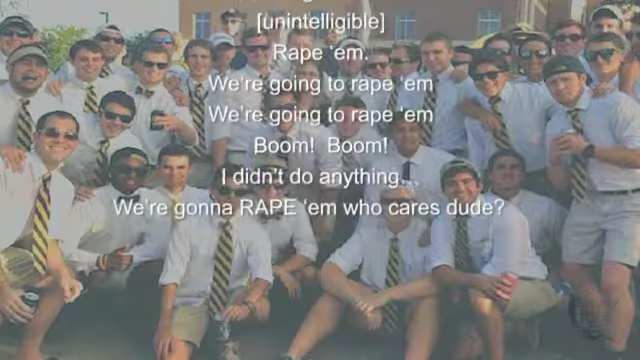 [unintelligible]
Rape 'em.
We're going to rape 'em
We're going to rape 'em
Boom! Boom!
I didn't do anything.
We're gonna RAPE 'em who cares dude?